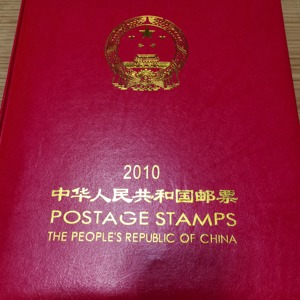 2010
中华人民共和国邮票
POSTAGE STAMPS
THE PEOPLE'S REPUBLIC OF CHINA